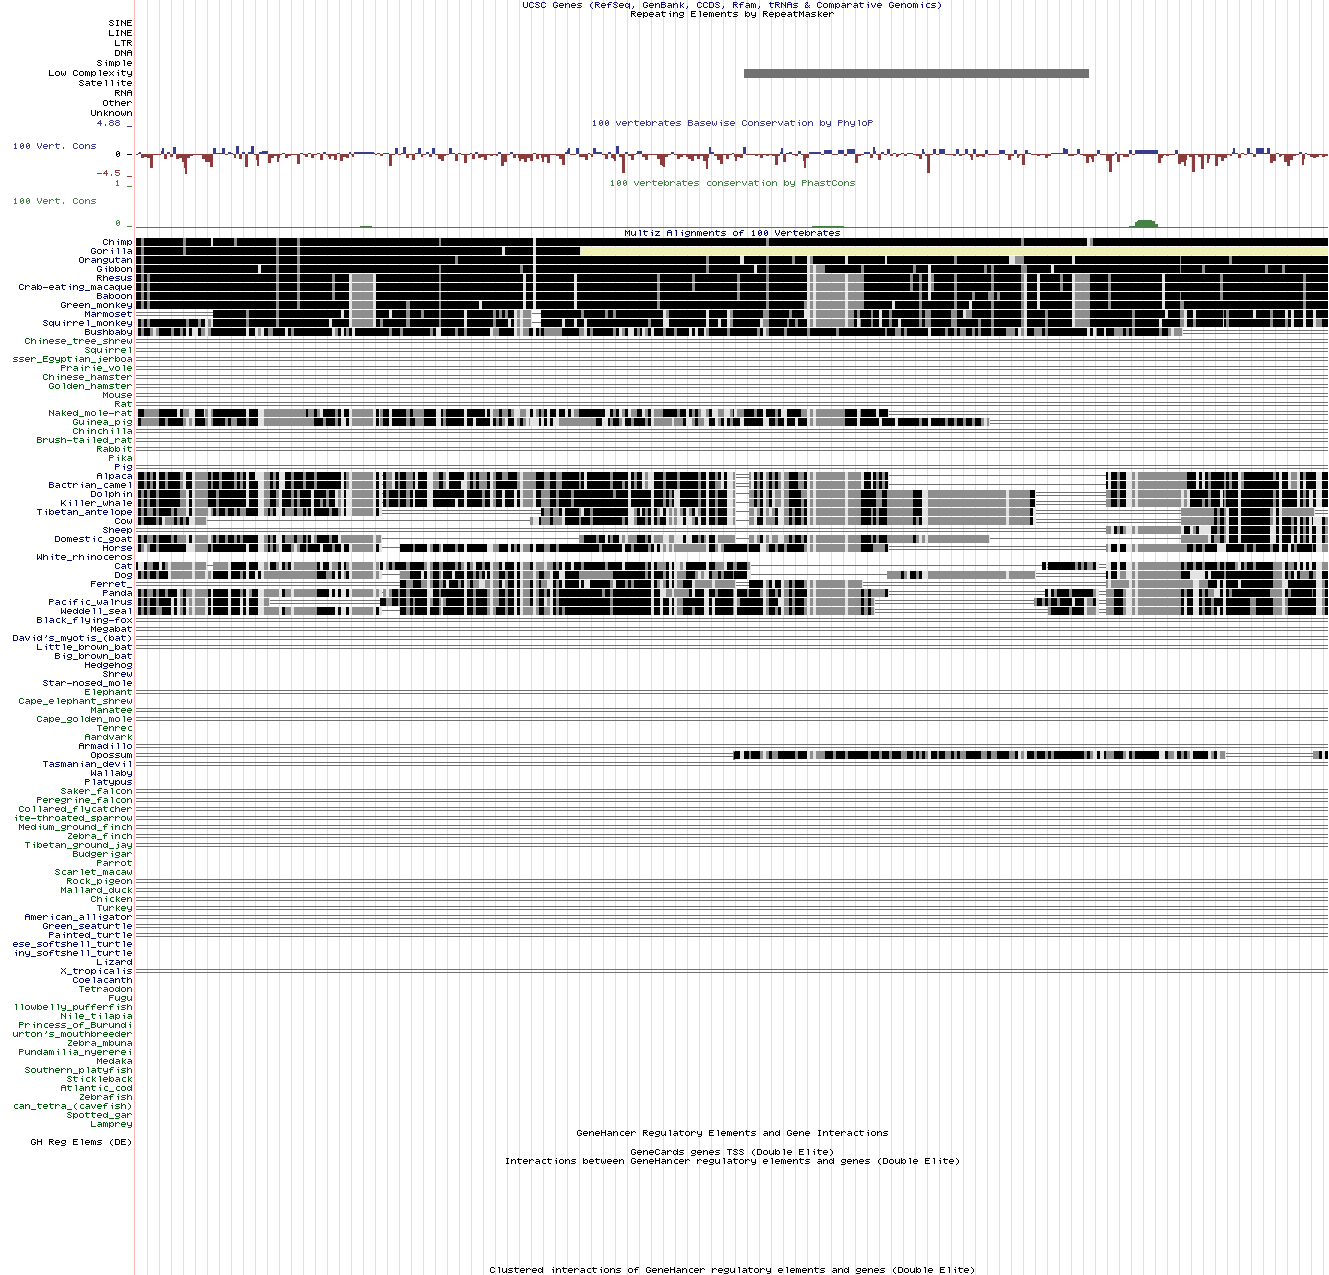 UCSC Genes (RefSeq, GenBank, CCDS, Rfam, tRNAs & Comparative Genomics)
Repeating Elements by RepeatMasker
SINE
LINE
LTR
DNA
Simple
Low Complexity
Satellite
RNA
Other
Unknown
4.88 _
100 vertebrates Basewise Conservation by PhyloP
100 Vert. Cons
0 -
-4.5 _
1 _
100 vertebrates conservation by PhastCons
100 Vert. Cons
0 _
Multiz Alignments of 100 Vertebrates
Chimp
Gorilla
Orangutan
Gibbon
Rhesus
Crab-eating_macaque
Baboon
Green_monkey
Marmoset
Squirrel_monkey
Bushbaby
Chinese_tree_shrew
Squirrel
sser_Egyptian_jerboa
Prairie_vole
Chinese_hamster
Golden_hamster
Mouse
Rat
Naked_mole-rat
Guinea_pig
Chinchilla
Brush-tailed_rat
Rabbit
Pika
Pig
Alpaca
Bactrian_camel
Dolphin
Killer_whale
Tibetan_antelope
Cow
Sheep
Domestic_goat
Horse
White_rhinoceros
Cat
Dog
Ferret_
Panda
Pacific_walrus
Weddell_seal
Black_flying-fox
Megabat
David's_myotis_(bat)
Little_brown_bat
Big_brown_bat
Hedgehog
Shrew
Star-nosed_mole
Elephant
Cape_elephant_shrew
Manatee
Cape_golden_mole
Tenrec
Aardvark
Armadillo
Opossum
Tasmanian_devil
Wallaby
Platypus
Saker_falcon
Peregrine_falcon
Collared_flycatcher
ite-throated_sparrow
Medium_ground_finch
Zebra_finch
Tibetan_ground_jay
Budgerigar
Parrot
Scarlet_macaw
Rock_pigeon
Mallard_duck
Chicken
Turkey
American_alligator
Green_seaturtle
Painted_turtle
ese_softshell_turtle
iny_softshell_turtle
Lizard
X_tropicalis
Coelacanth
Tetraodon
Fugu
llowbelly_pufferfish
Nile_tilapia
Princess_of_Burundi
urton's_mouthbreeder
Zebra_mbuna
Pundamilia_nyererei
Medaka
Southern_platyfish
Stickleback
Atlantic_cod
Zebrafish
can_tetra_(cavefish)
Spotted_gar
Lamprey
GeneHancer Regulatory Elements and Gene Interactions
GH Reg Elems (DE)
GeneCards genes TSS (Double Elite)
Interactions between GeneHancer regulatory elements and genes (Double Elite)
Clustered interactions of GeneHancer regulatory elements and genes (Double Elite)